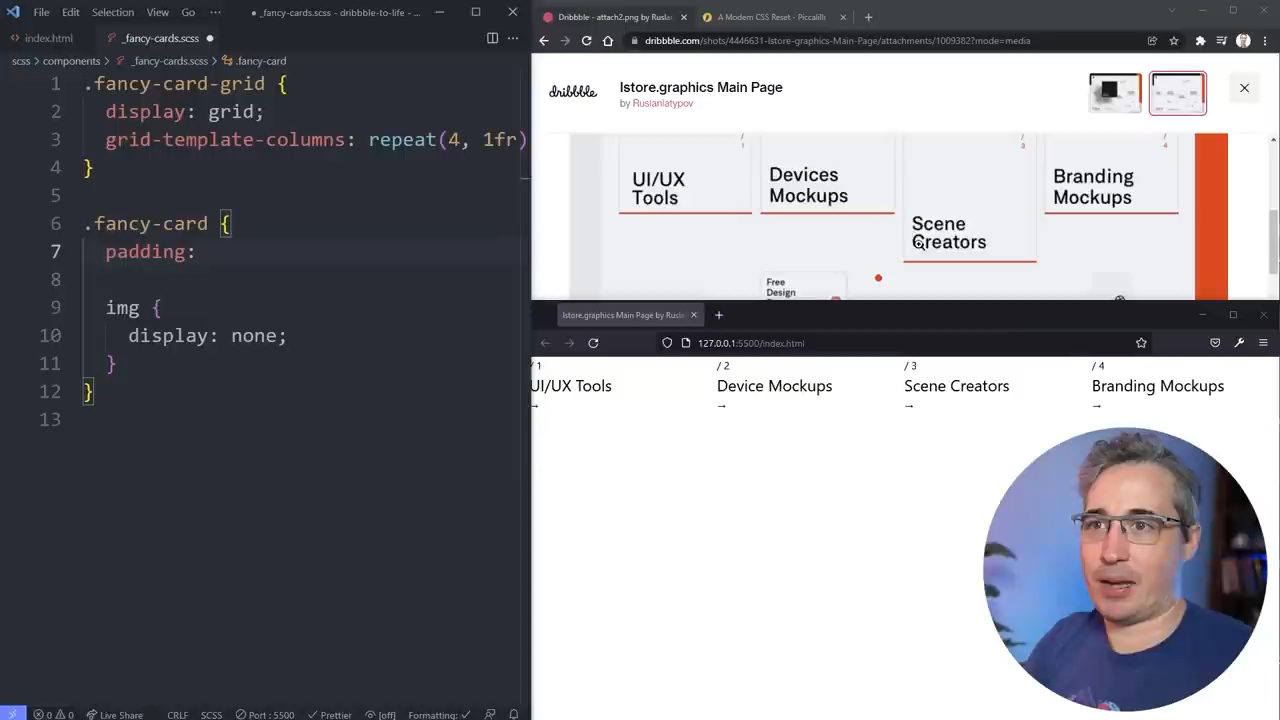 File Edit Selection View Go ··· • _fancy-cards.scss - dribbble-to-life - ...
index.html _fancy-cards.scss
scss > components > _fancy-cards.scss > .fancy-card
1 .fancy-card-grid {
2 display: grid;
3 grid-template-columns: repeat(4, 1fr)
4 }
5
6 .fancy-card {
7 padding:
8
9 img {
10 display: none;
11 }
12 }
13
0 0 Live Share CRLF SCSS Port : 5500 Prettier [off] Formatting:
Dribbble - attach2.png by Rusla
A Modern CSS Reset - Piccalilli
dribbble.com/shots/4446631-Istore-graphics-Main-Page/attachments/1009382?mode=media
dribbble
Istore.graphics Main Page
by Ruslanlatypov
/ 1
UI/UX
Tools
Devices
Mockups
/ 3
Scene
Creators
/ 4
Branding
Mockups
Free
Design
Istore.graphics Main Page by Rusla
127.0.0.1:5500/index.html
/ 1 / 2 / 3 / 4
UI/UX Tools Device Mockups Scene Creators Branding Mockups
→ → → →